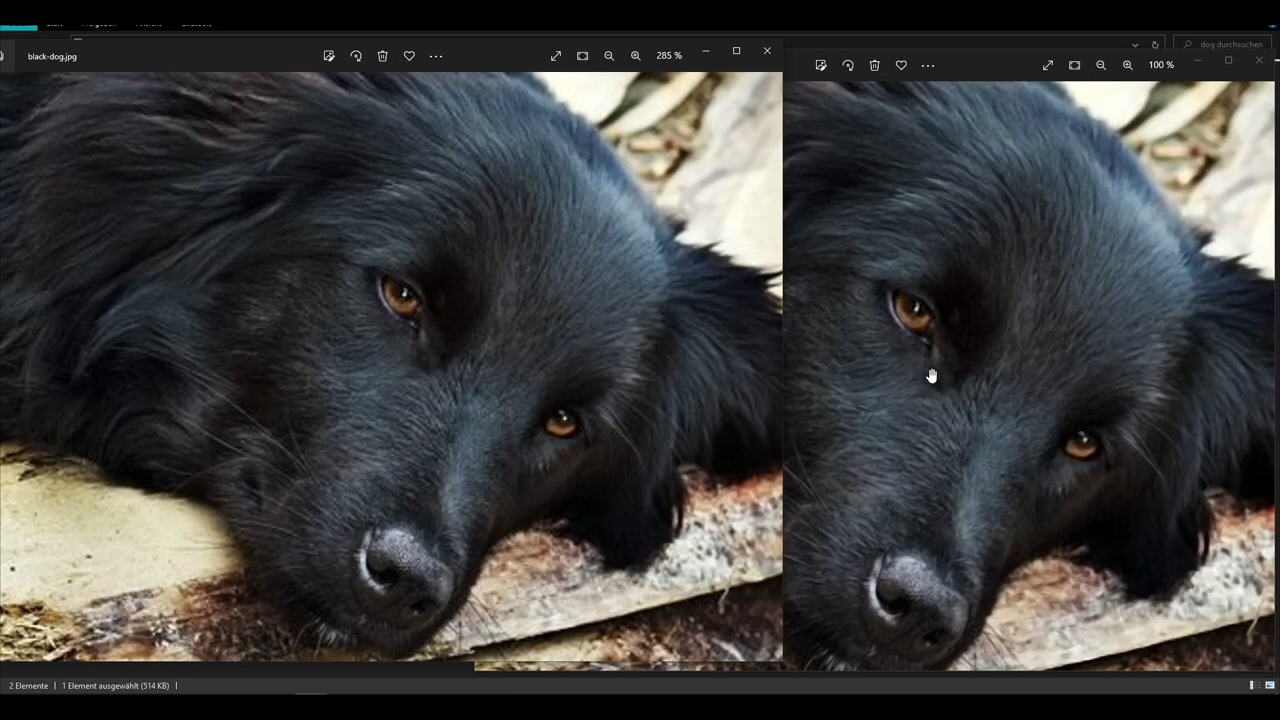 black-dog.jpg
285 %
dog durchsuchen
100 %
2 Elemente
1 Element ausgewählt (514 KB)